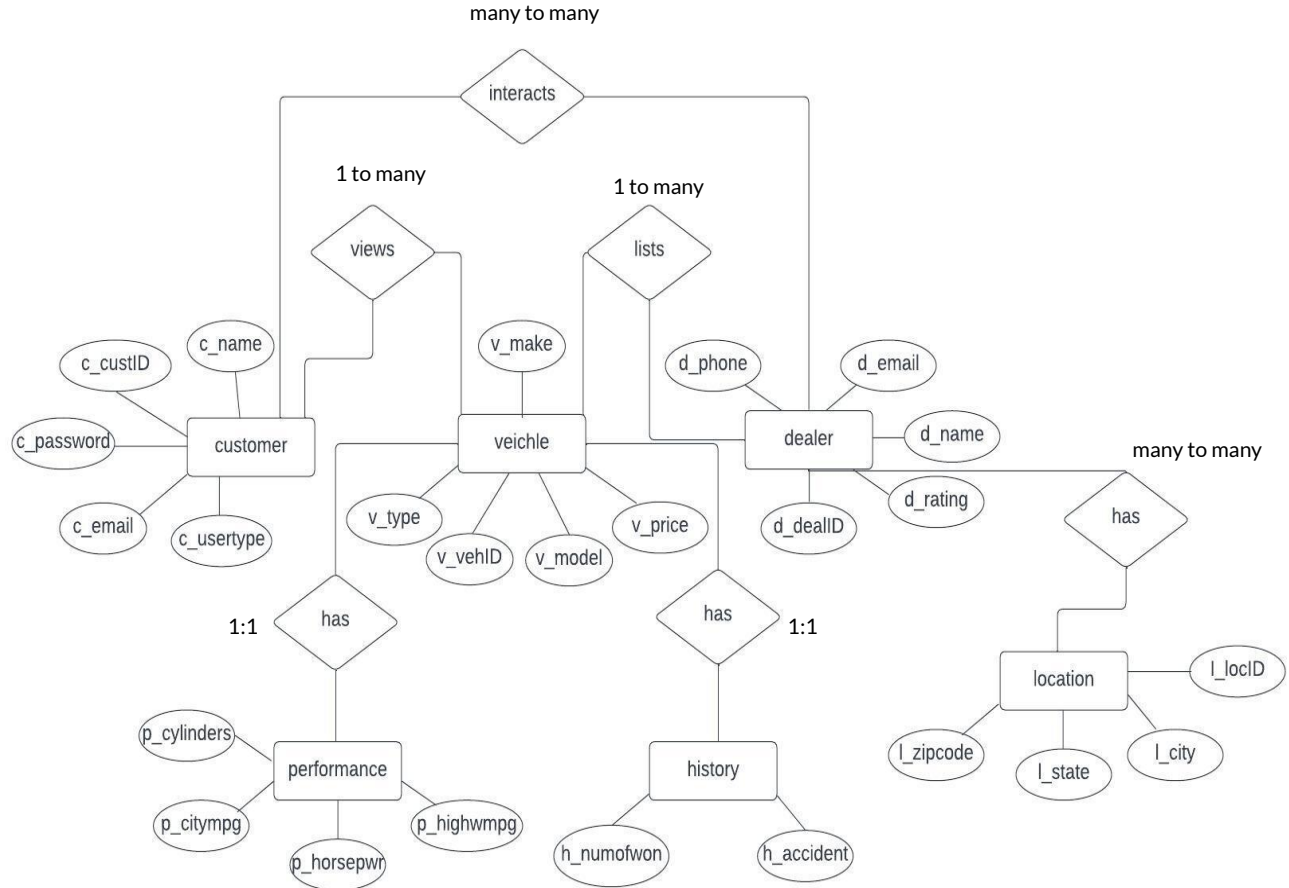 many to many
interacts
1 to many
1 to many
views
lists
c_name
v_make
c_custID
d_phone
d_email
c_password
customer
veichle
dealer
d_name
many to many
d_rating
has
c_email
c_usertype
v_type
v_vehID
v_model
v_price
d_dealID
1:1
has
has
1:1
l_locID
location
l_zipcode
l_state
l_city
p_cylinders
performance
history
p_citympg
p_horsepwr
p_highwmpg
h_numofwon
h_accident